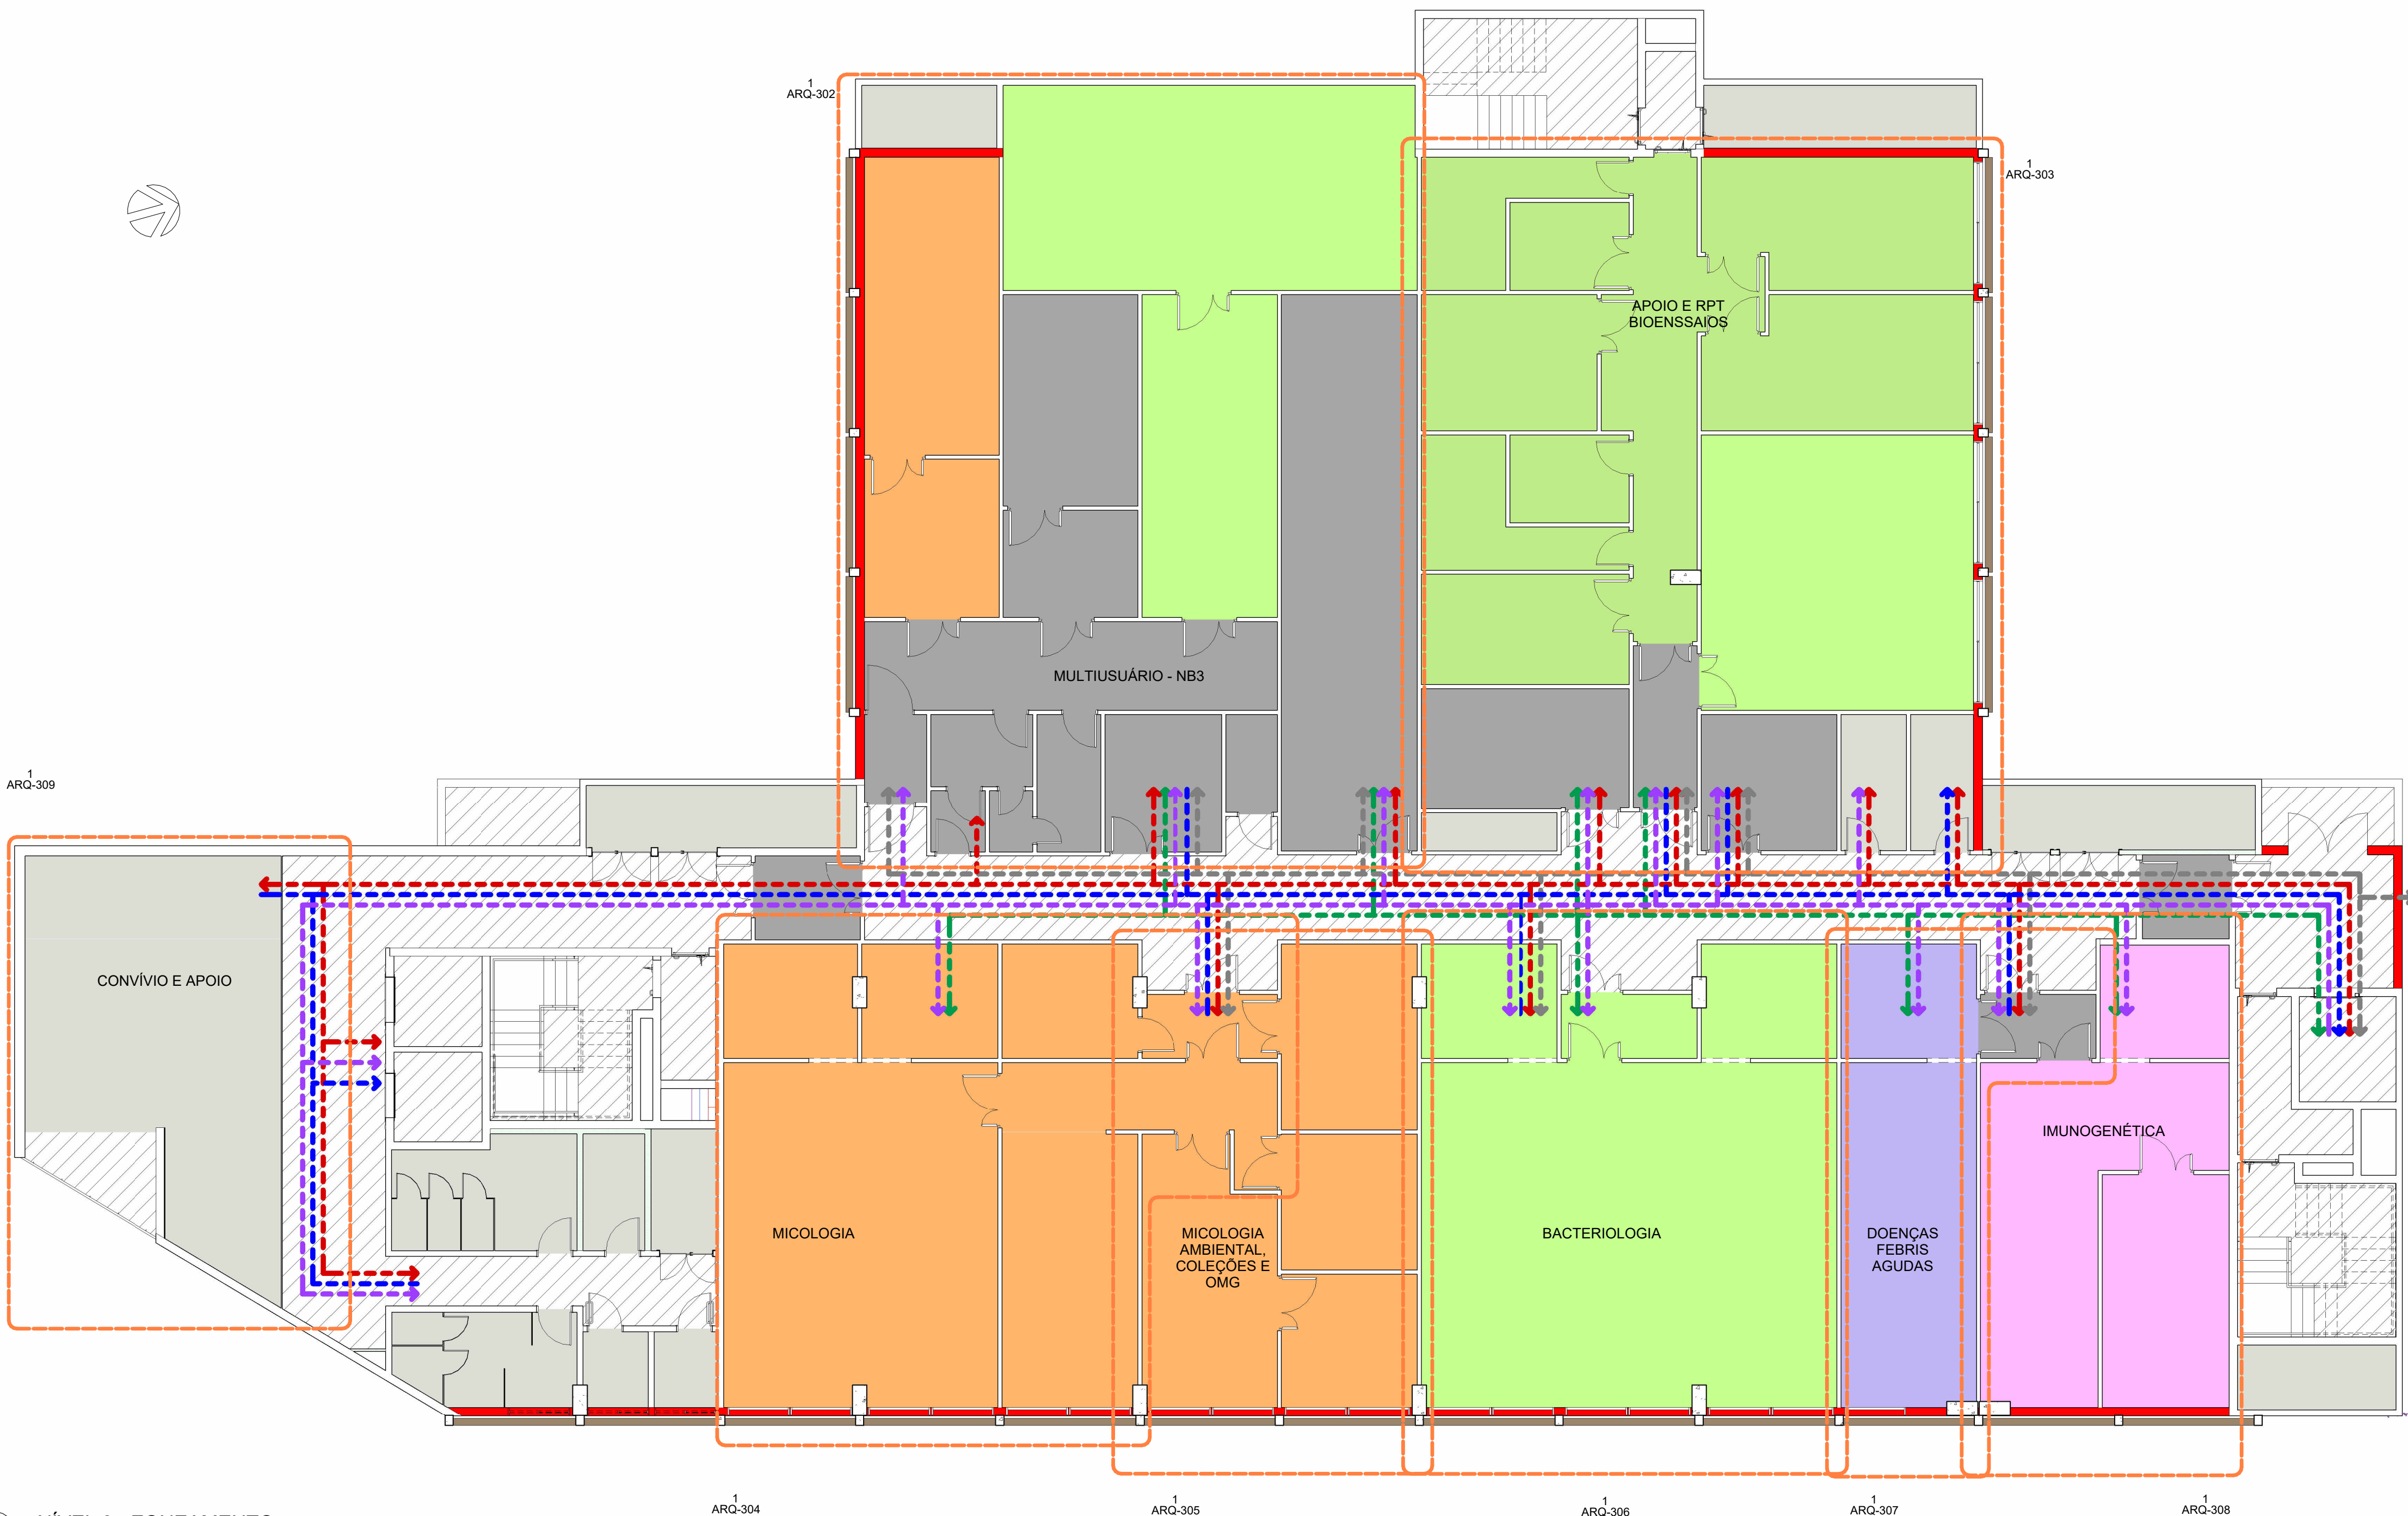 1
ARQ-302
1
ARQ-303
APOIO E RPT
BIOENSSAIOS
MULTIUSUÁRIO - NB3
1
ARQ-309
CONVÍVIO E APOIO
IMUNOGENÉTICA
MICOLOGIA
MICOLOGIA
AMBIENTAL,
COLEÇÕES E
OMG
BACTERIOLOGIA
DOENÇAS
FEBRIS
AGUDAS
1
ARQ-304
1
ARQ-305
1
ARQ-306
1
ARQ-307
1
ARQ-308